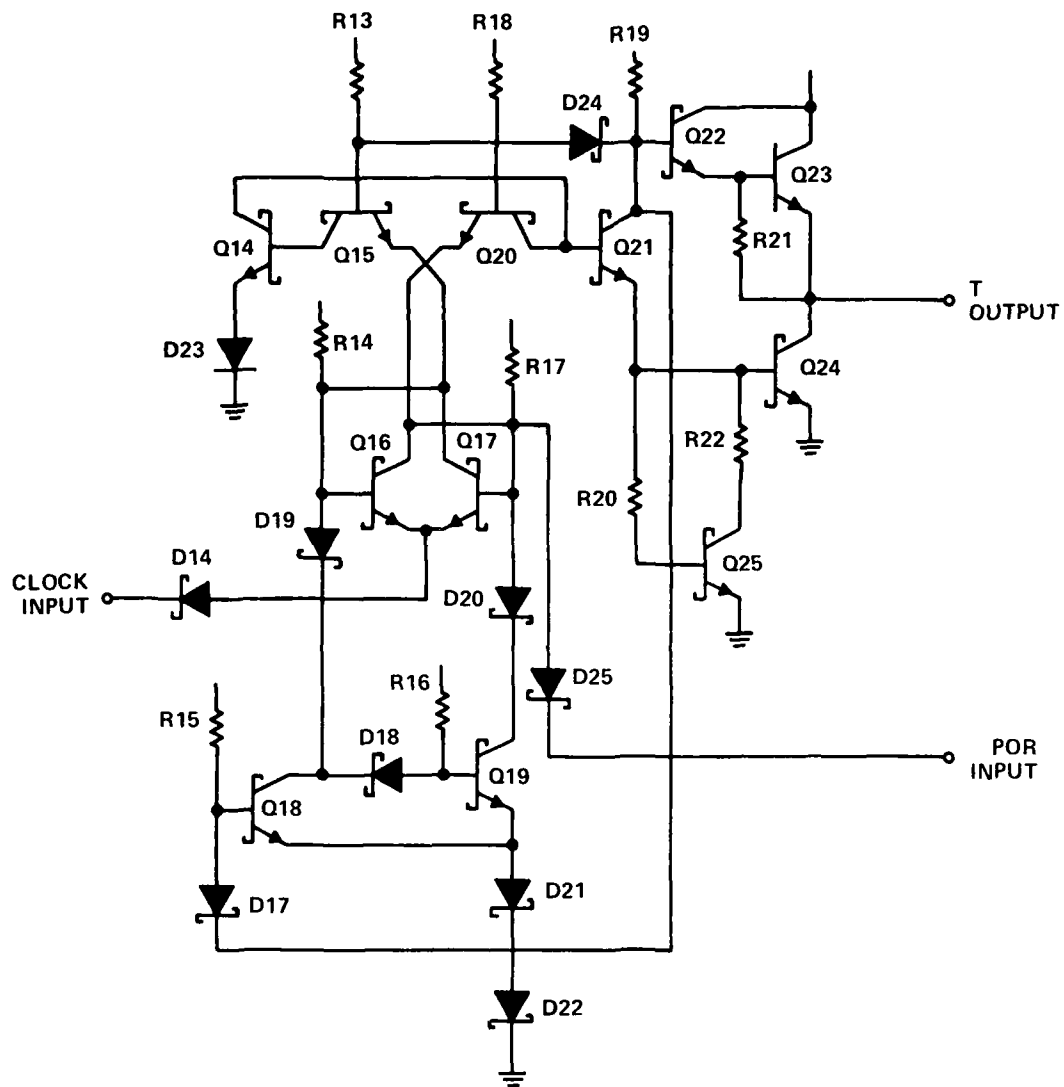 R13
R18
R19
D24
Q22
Q23
Q14
Q15
Q20
Q21
R21
T
OUTPUT
D23
R14
R17
Q24
Q16
Q17
R22
R20
D19
D14
Q25
CLOCK
INPUT
D20
D25
R16
R15
D18
POR
INPUT
Q19
Q18
D17
D21
D22